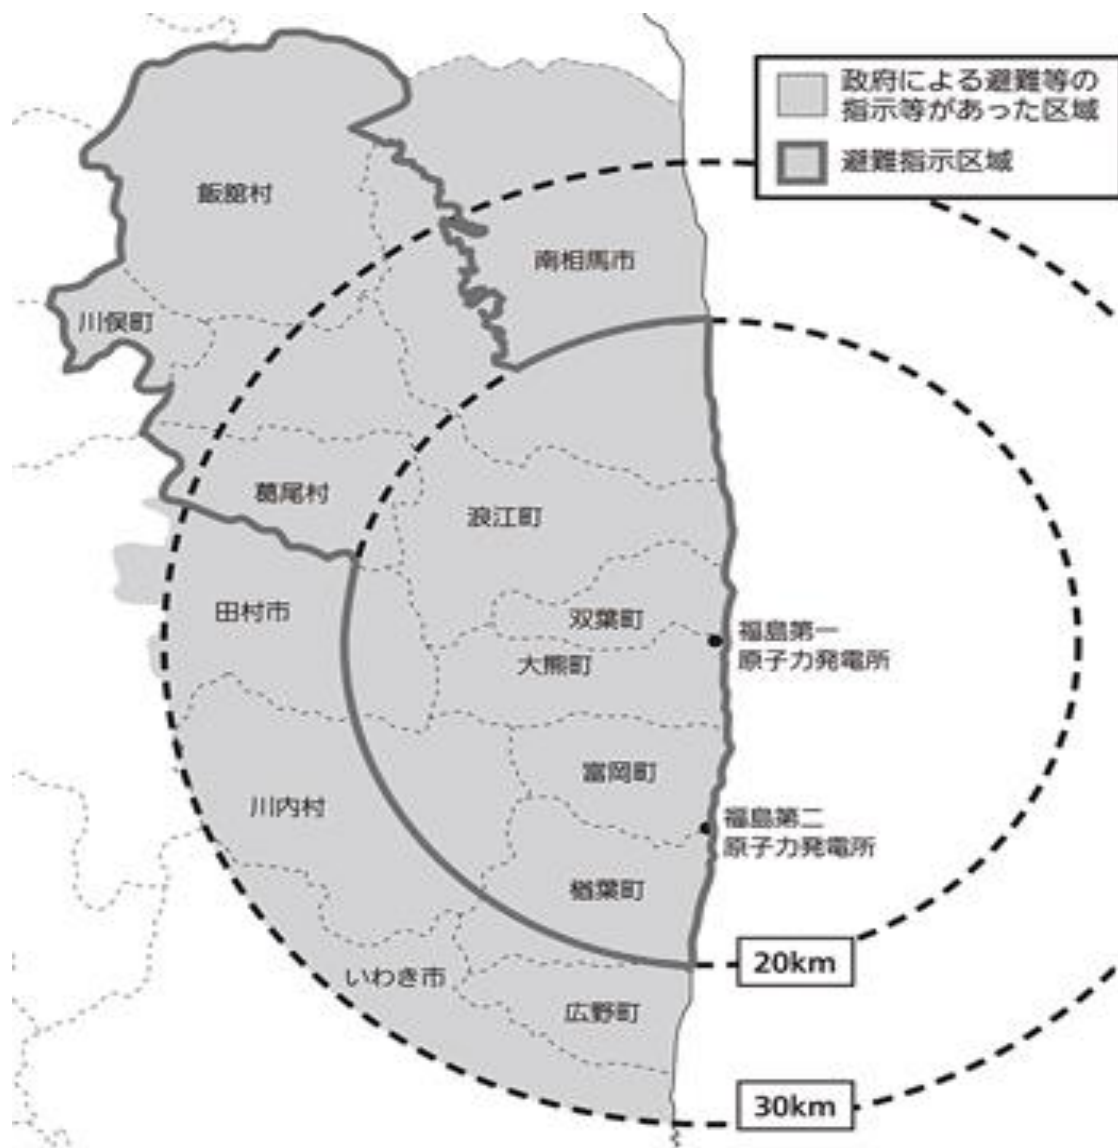 政府による避難等の
指示等があった区域
避難指示区域
飯舘村
南相馬市
川俣町
葛尾村
浪江町
田村市
双葉町
福島第一
原子力発電所
大熊町
富岡町
川内村
福島第二
原子力発電所
楢葉町
20km
いわき市
広野町
30km